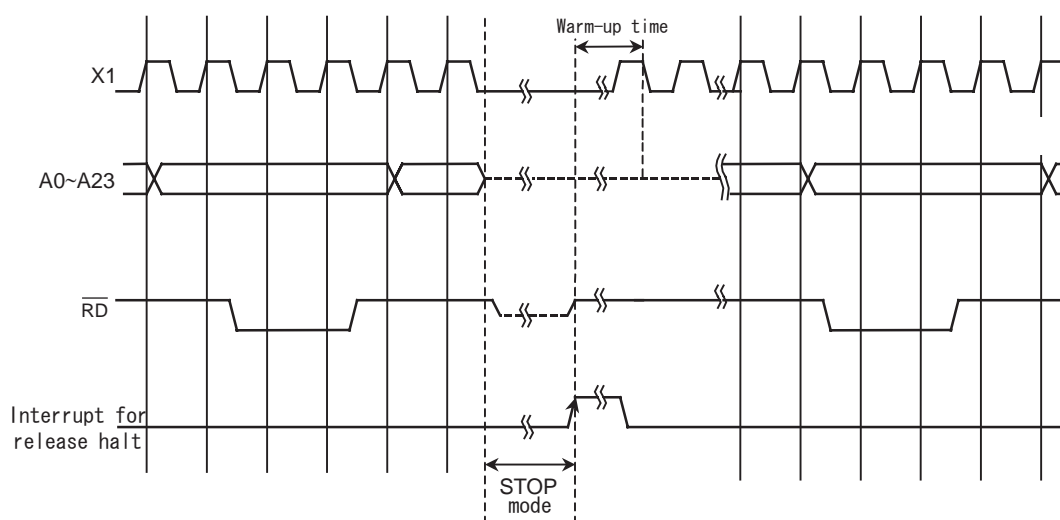 Warm-up time
X1
A0~A23
RD
Interrupt for
release halt
STOP
mode